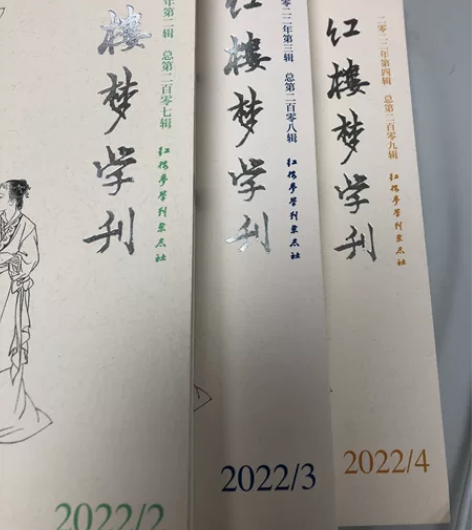 年第二辑 总第二百零七辑
楼梦学刊
红楼梦学刊杂志社
2022/2
零二二年第三辑 总第二百零八辑
红楼梦学刊
红楼梦学刊杂志社
2022/3
二零二二年第四辑 总第二百零九辑
红楼梦学刊
红楼梦学刊杂志社
2022/4